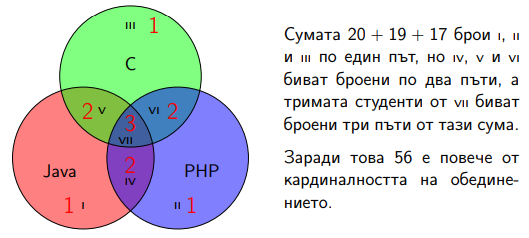 III 1
C
2 V VI 2
3
VII
Java 2 PHP
IV
1 I II 1
Сумата 20 + 19 + 17 брои I, II
и III по един път, но IV, V и VI
биват броени по два пъти, а
тримата студенти от VII биват
броени три пъти от тази сума.
Заради това 56 е повече от
кардиналността на обедине-
нието.